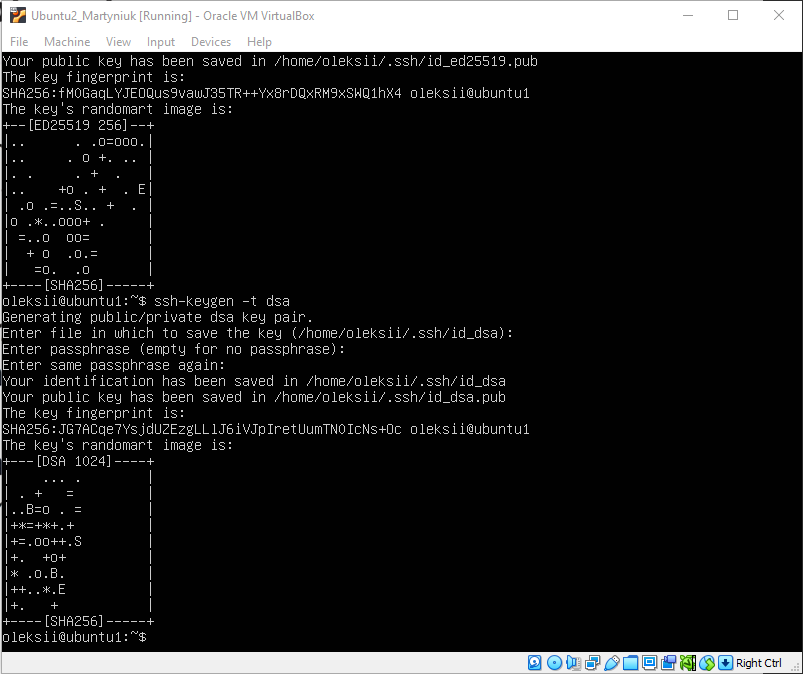 Ubuntu2_Martyniuk [Running] - Oracle VM VirtualBox
File Machine View Input Devices Help
Your public key has been saved in /home/oleksii/.ssh/id_ed25519.pub
The key fingerprint is:
SHA256:fM0GaqLYJEOQus9vawJ35TR++Yx8rDQxRM9xSWQ1hX4 oleksii@ubuntu1
The key's randomart image is:
+--[ED25519 256]--+
|..      . .o=ooo.|
|..     . o +. .. |
|. .     . +  .   |
|..    +o . +  . E|
| .o .=..S.. +  . |
|o .*..ooo+ .     |
| =..o  oo=       |
|  + o  .o.=      |
|   =o.  .o       |
+----[SHA256]-----+
oleksii@ubuntu1:~$ ssh-keygen -t dsa
Generating public/private dsa key pair.
Enter file in which to save the key (/home/oleksii/.ssh/id_dsa):
Enter passphrase (empty for no passphrase):
Enter same passphrase again:
Your identification has been saved in /home/oleksii/.ssh/id_dsa
Your public key has been saved in /home/oleksii/.ssh/id_dsa.pub
The key fingerprint is:
SHA256:JG7ACqe7YsjdUZEzgLLlJ6iVJpIretUumTNOIcNs+Oc oleksii@ubuntu1
The key's randomart image is:
+---[DSA 1024]----+
|    ... .        |
| . +   =         |
|..B=o . =        |
|+*=+*+.+         |
|+=.oo++.S        |
|+.  +o+          |
|* .o.B.          |
|++..*.E          |
|+.   +           |
+----[SHA256]-----+
oleksii@ubuntu1:~$
Right Ctrl